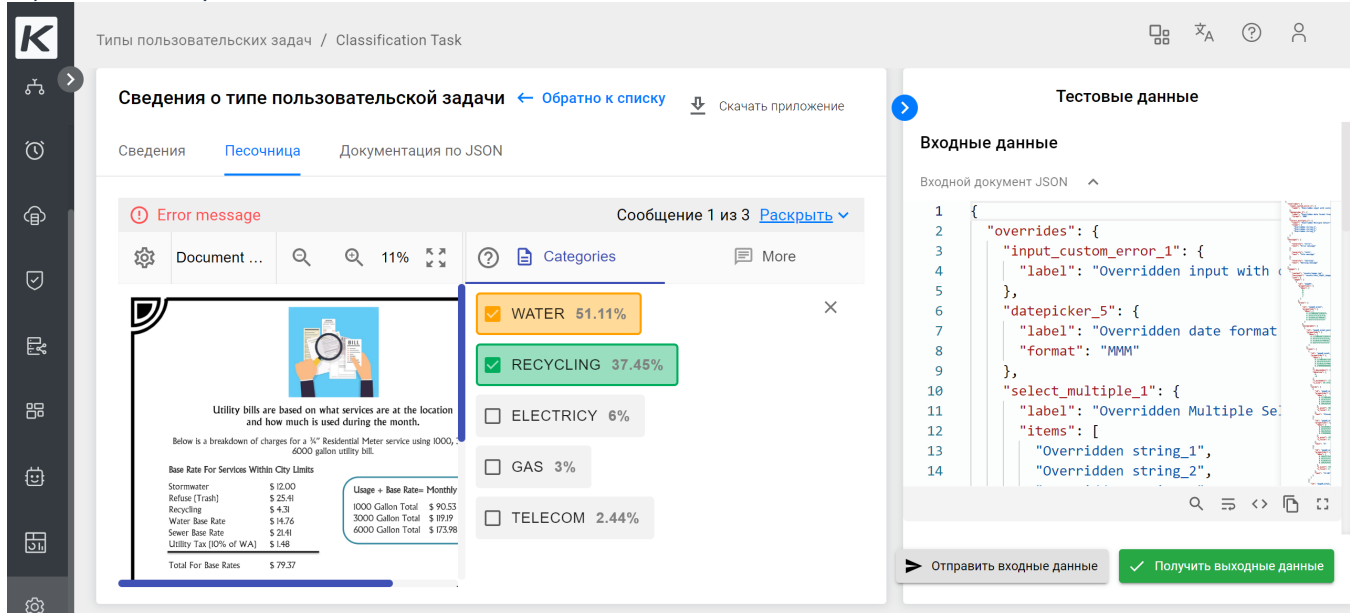 K
Типы пользовательских задач / Classification Task
Сведения о типе пользовательской задачи ← Обратно к списку Скачать приложение
Сведения Песочница Документация по JSON
Error message Сообщение 1 из 3 Раскрыть
Document ... 11% Categories More
WATER 51.11%
RECYCLING 37.45%
ELECTRICY 6%
GAS 3%
TELECOM 2.44%
BILL
Utility bills are based on what services are at the location
and how much is used during the month.
Below is a breakdown of charges for a ¾" Residential Meter service using 1000,
6000 gallon utility bill.
Base Rate For Services Within City Limits
Stormwater $ 12.00
Refuse (Trash) $ 25.41
Recycling $ 4.31
Water Base Rate $ 14.76
Sewer Base Rate $ 21.41
Utility Tax (10% of WA) $ 1.48
Total For Base Rates $ 79.37
Usage + Base Rate= Monthly
1000 Gallon Total $ 90.53
3000 Gallon Total $ 119.19
6000 Gallon Total $ 173.98
Тестовые данные
Входные данные
Входной документ JSON
1 {
2 "overrides": {
3 "input_custom_error_1": {
4 "label": "Overridden input with
5 },
6 "datepicker_5": {
7 "label": "Overridden date format
8 "format": "MMM"
9 },
10 "select_multiple_1": {
11 "label": "Overridden Multiple Se
12 "items": [
13 "Overridden string_1",
14 "Overridden string_2",
Отправить входные данные Получить выходные данные